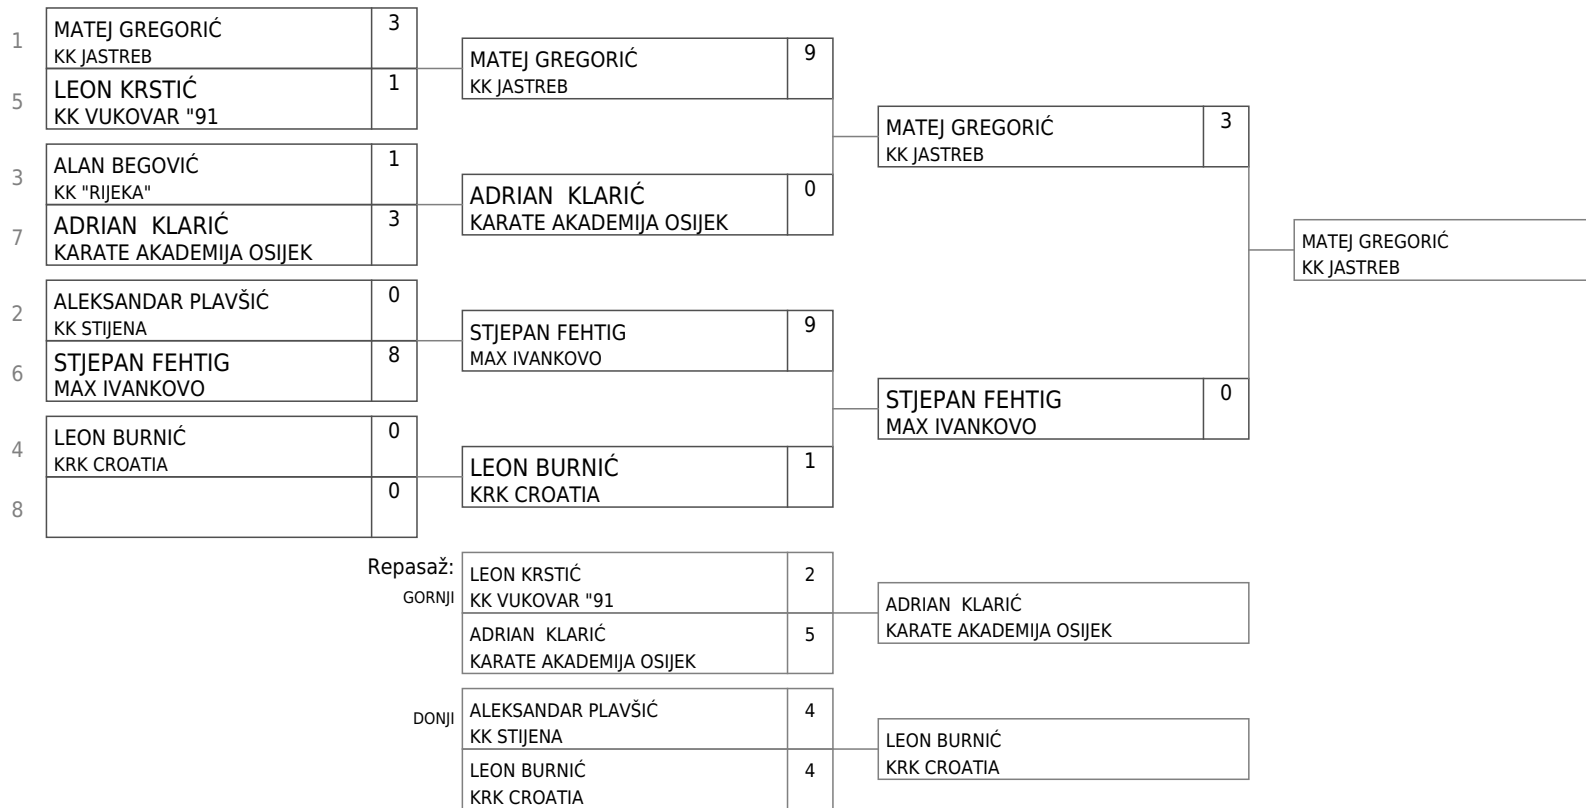 1
MATEJ GREGORIĆ 3
KK JASTREB
5
LEON KRSTIĆ 1
KK VUKOVAR "91
3
ALAN BEGOVIĆ 1
KK "RIJEKA"
7
ADRIAN  KLARIĆ 3
KARATE AKADEMIJA OSIJEK
2
ALEKSANDAR PLAVŠIĆ 0
KK STIJENA
6
STJEPAN FEHTIG 8
MAX IVANKOVO
4
LEON BURNIĆ 0
KRK CROATIA
8
0
MATEJ GREGORIĆ 9
KK JASTREB
ADRIAN  KLARIĆ 0
KARATE AKADEMIJA OSIJEK
STJEPAN FEHTIG 9
MAX IVANKOVO
LEON BURNIĆ 1
KRK CROATIA
MATEJ GREGORIĆ 3
KK JASTREB
STJEPAN FEHTIG 0
MAX IVANKOVO
MATEJ GREGORIĆ
KK JASTREB
Repasaž:
GORNJI
LEON KRSTIĆ 2
KK VUKOVAR "91
ADRIAN  KLARIĆ 5
KARATE AKADEMIJA OSIJEK
ADRIAN  KLARIĆ
KARATE AKADEMIJA OSIJEK
DONJI
ALEKSANDAR PLAVŠIĆ 4
KK STIJENA
LEON BURNIĆ 4
KRK CROATIA
LEON BURNIĆ
KRK CROATIA